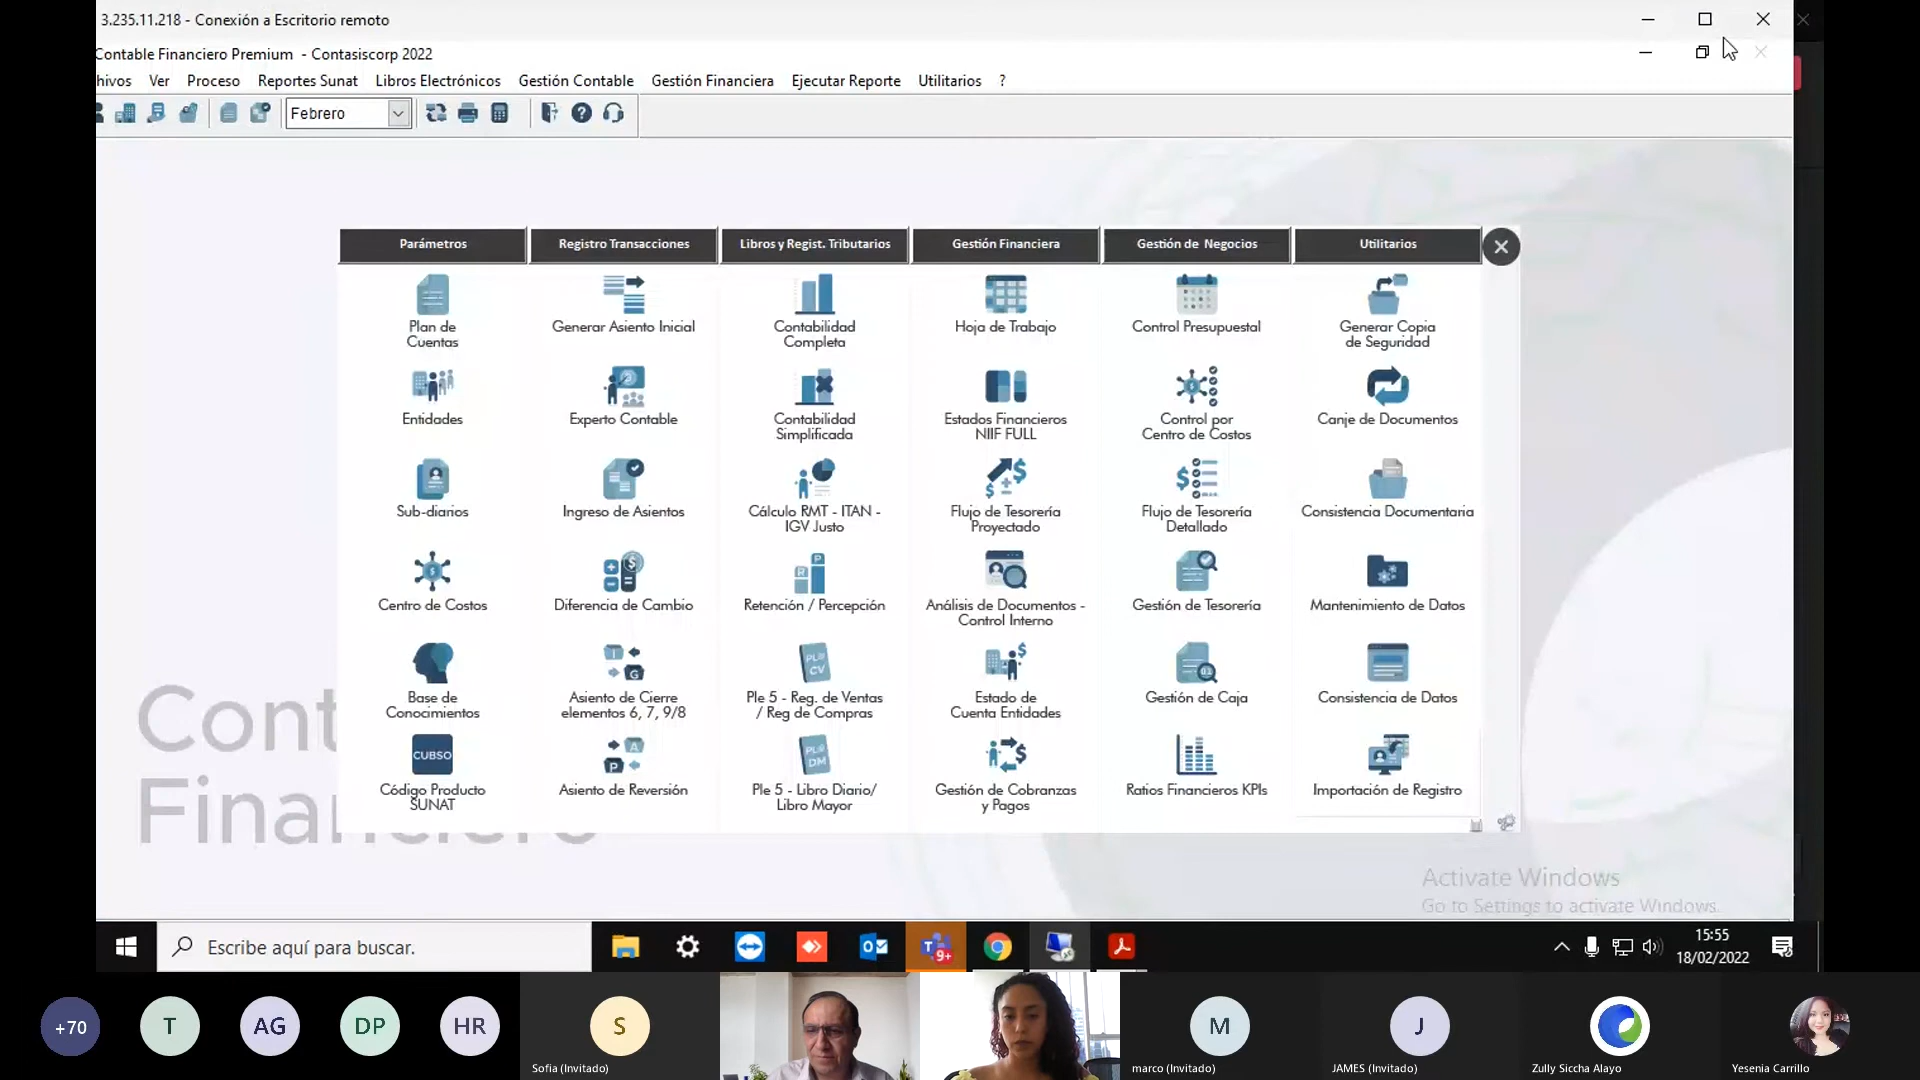 3.235.11.218 - Conexión a Escritorio remoto
Contable Financiero Premium - Contasiscorp 2022
hivos Ver Proceso Reportes Sunat Libros Electrónicos Gestión Contable Gestión Financiera Ejecutar Reporte Utilitarios ?
Febrero
Parámetros Registro Transacciones Libros y Regist. Tributarios Gestión Financiera Gestión de Negocios Utilitarios
Plan de
Cuentas
Generar Asiento Inicial
Contabilidad
Completa
Hoja de Trabajo
Control Presupuestal
Generar Copia
de Seguridad
Entidades
Experto Contable
Contabilidad
Simplificada
Estados Financieros
NIIF FULL
Control por
Centro de Costos
Canje de Documentos
Sub-diarios
Ingreso de Asientos
Cálculo RMT - ITAN -
IGV Justo
Flujo de Tesorería
Proyectado
Flujo de Tesorería
Detallado
Consistencia Documentaria
Centro de Costos
Diferencia de Cambio
R P
Retención / Percepción
Análisis de Documentos -
Control Interno
Gestión de Tesorería
Mantenimiento de Datos
Base de
Conocimientos
Asiento de Cierre
elementos 6, 7, 9/8
Ple 5 - Reg. de Ventas
/ Reg de Compras
Estado de
Cuenta Entidades
Gestión de Caja
Consistencia de Datos
CUBSO
Código Producto
SUNAT
Asiento de Reversión
Ple 5 - Libro Diario/
Libro Mayor
Gestión de Cobranzas
y Pagos
Ratios Financieros KPIs
Importación de Registro
Cont
Financiero
Activate Windows
Go to Settings to activate Windows.
Escribe aquí para buscar.
9+
15:55
18/02/2022
+70
T
AG
DP
HR
S
Sofia (Invitado)
M
marco (Invitado)
J
JAMES (Invitado)
Zully Siccha Alayo
Yesenia Carrillo